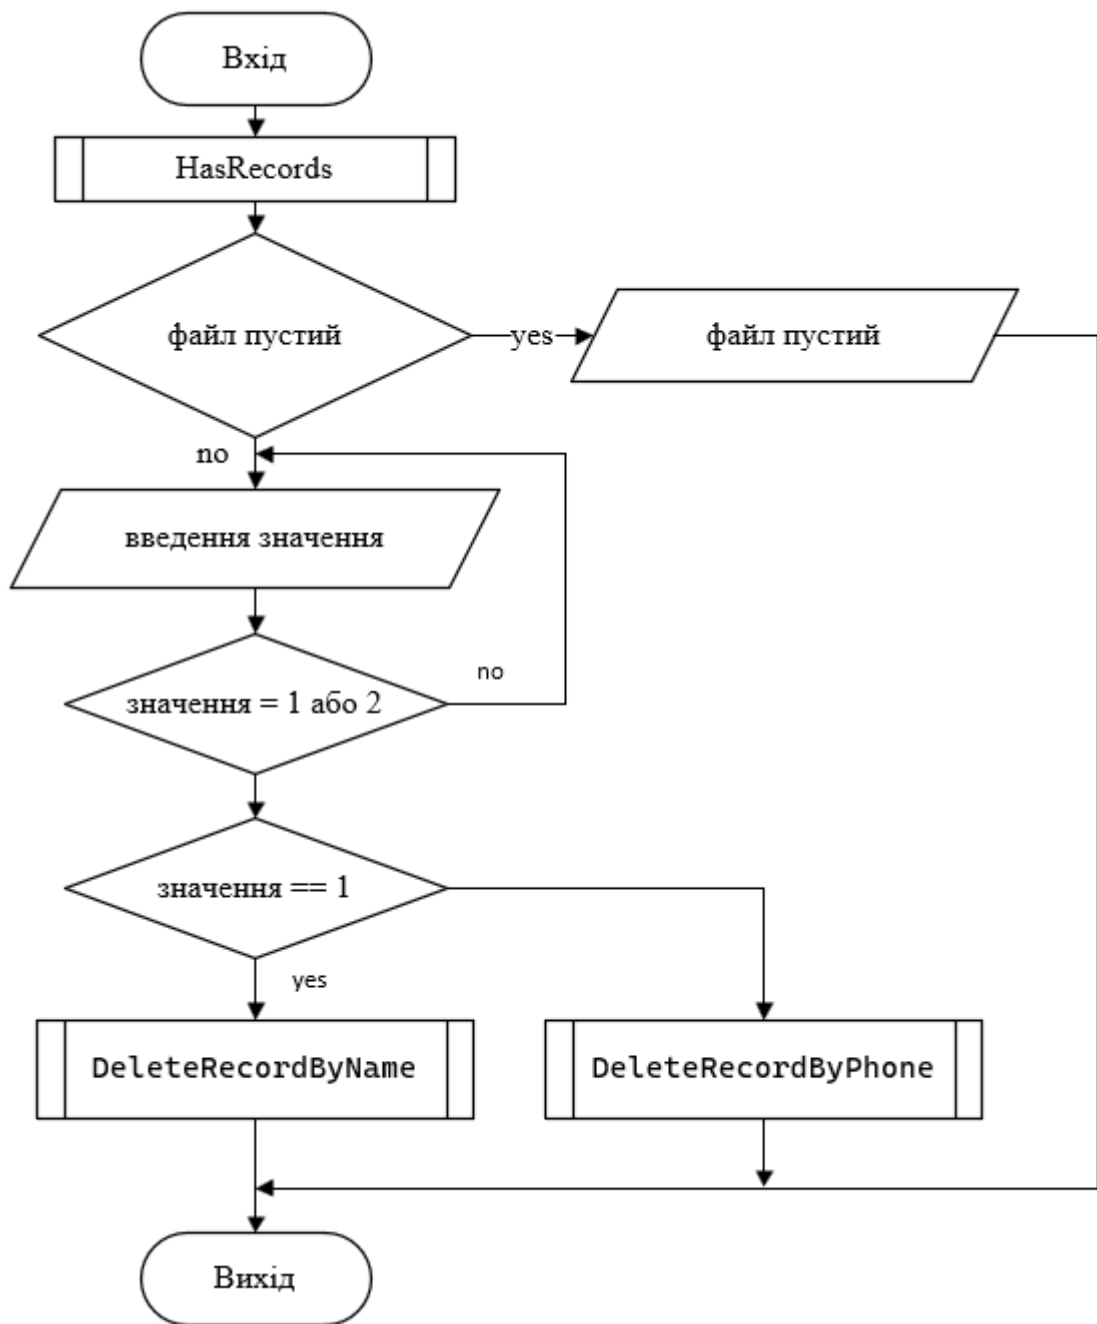 Вхід
HasRecords
файл пустий
yes
файл пустий
no
введення значення
значення = 1 або 2
no
значення == 1
yes
DeleteRecordByName
DeleteRecordByPhone
Вихід